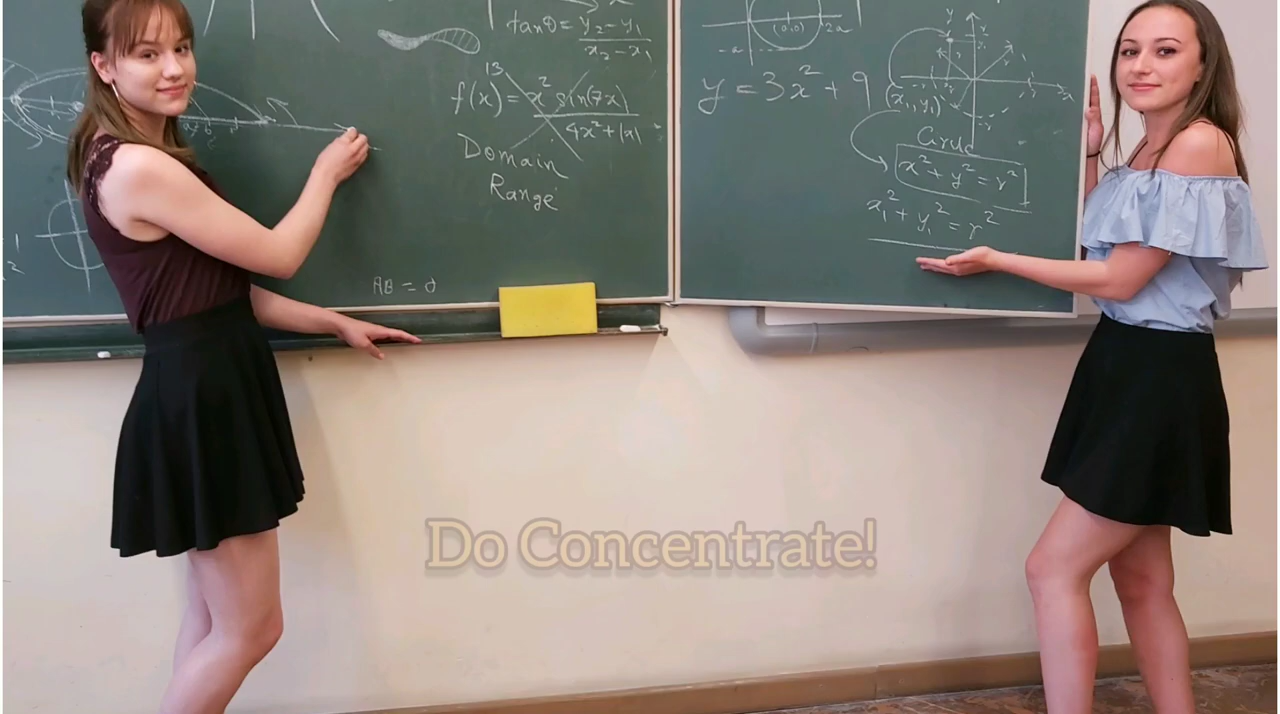 tanθ = y₂ − y₁ / x₂ − x₁
13
f(x) = x² sin(7x) / 4x² + |x|
Domain
Range
AB = d
(0,0)
2a
-a
y = 3x² + 9
y
x
(x₁, y₁)
Circle
x² + y² = r²
x₁² + y₁² = r²
Do Concentrate!